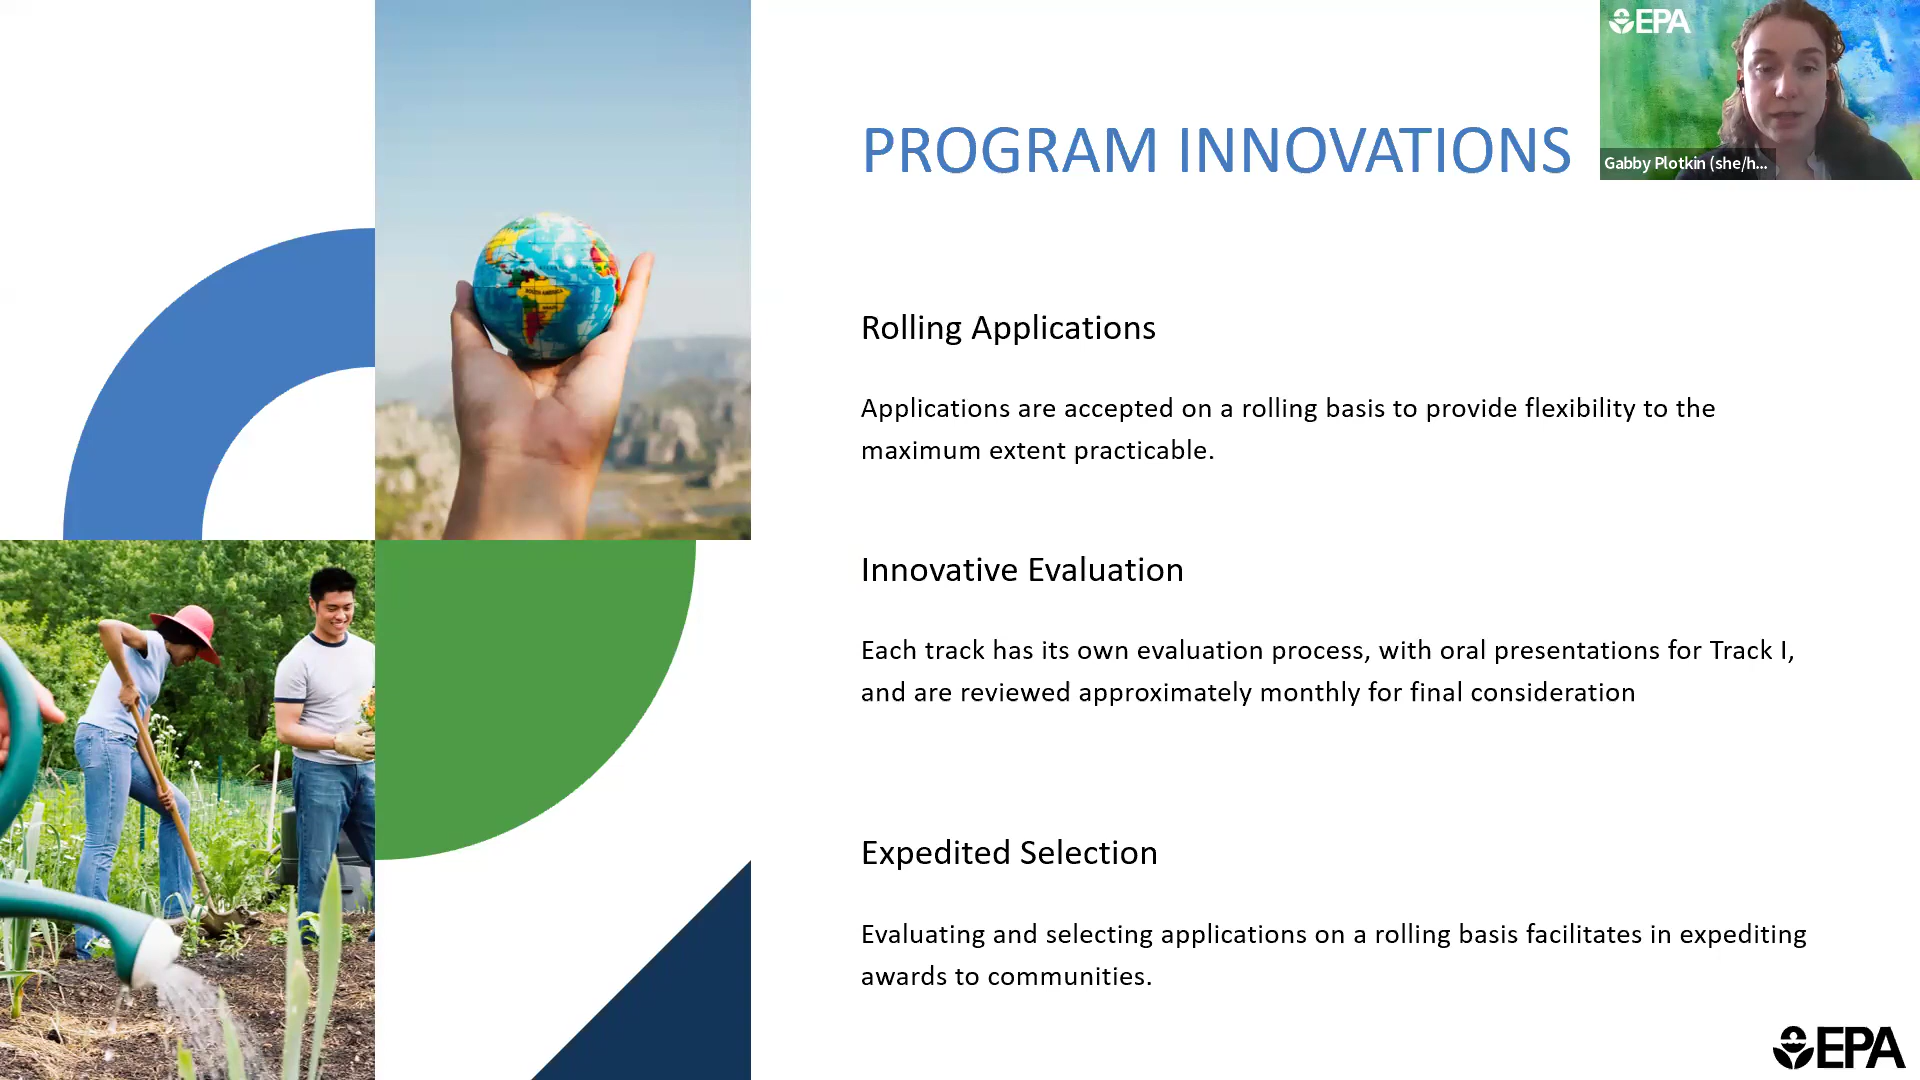 EPA
Gabby Plotkin (she/h...
PROGRAM INNOVATIONS
SOUTH AMERICA
Rolling Applications
Applications are accepted on a rolling basis to provide flexibility to the
maximum extent practicable.
Innovative Evaluation
Each track has its own evaluation process, with oral presentations for Track I,
and are reviewed approximately monthly for final consideration
Expedited Selection
Evaluating and selecting applications on a rolling basis facilitates in expediting
awards to communities.
EPA